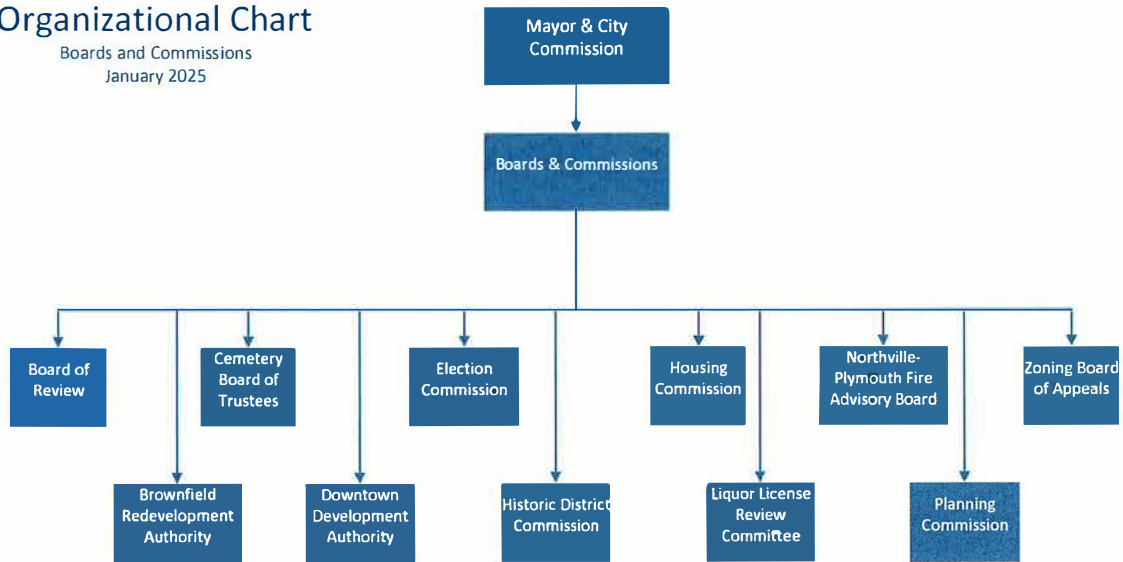 Organizational Chart
Boards and Commissions
January 2025
Mayor & City
Commission
Boards & Commissions
Board of
Review
Cemetery
Board of
Trustees
Election
Commission
Housing
Commission
Northville-
Plymouth Fire
Advisory Board
Zoning Board
of Appeals
Brownfield
Redevelopment
Authority
Downtown
Development
Authority
Historic District
Commission
Liquor License
Review
Committee
Planning
Commission